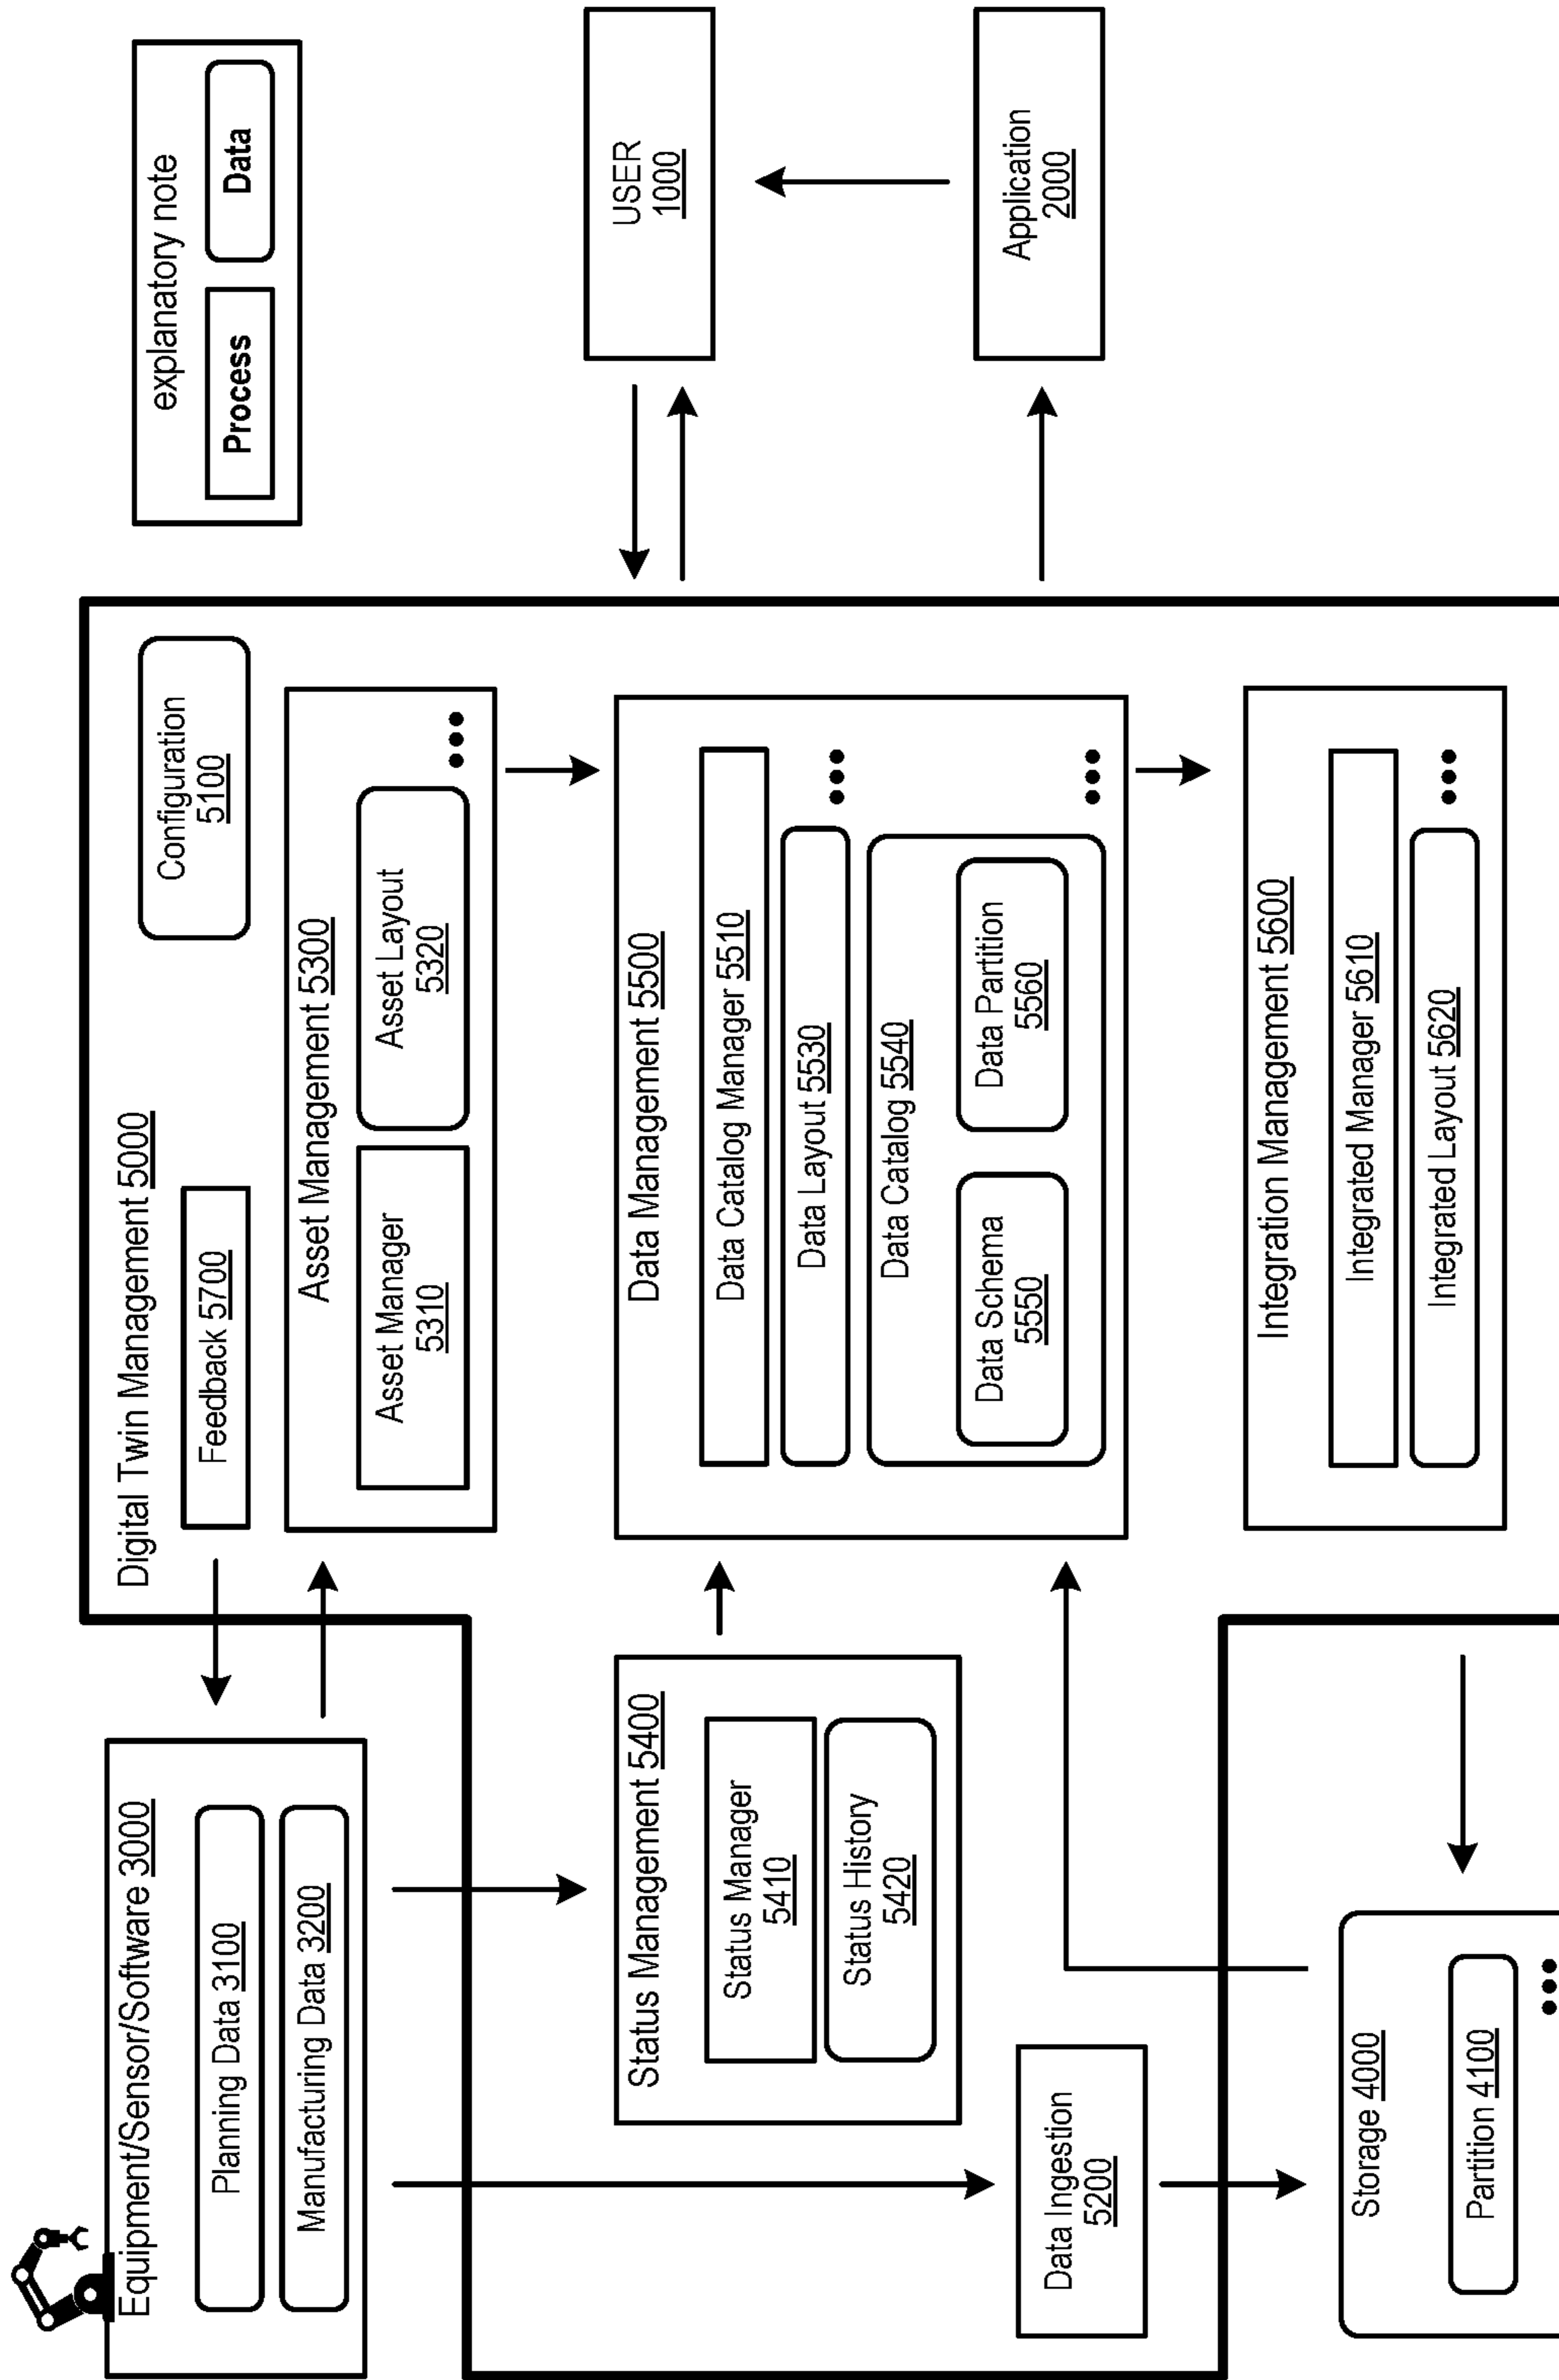 explanatory note
Process
Data
Digital Twin Management 5000
Equipment/Sensor/Software 3000
Planning Data 3100
Manufacturing Data 3200
Feedback 5700
Configuration
5100
Asset Management 5300
Asset Manager
5310
Asset Layout
5320
USER
1000
Status Management 5400
Status Manager
5410
Status History
5420
Data Management 5500
Data Catalog Manager 5510
Data Layout 5530
Data Catalog 5540
Data Schema
5550
Data Partition
5560
Application
2000
Data Ingestion
5200
Storage 4000
Partition 4100
Integration Management 5600
Integrated Manager 5610
Integrated Layout 5620